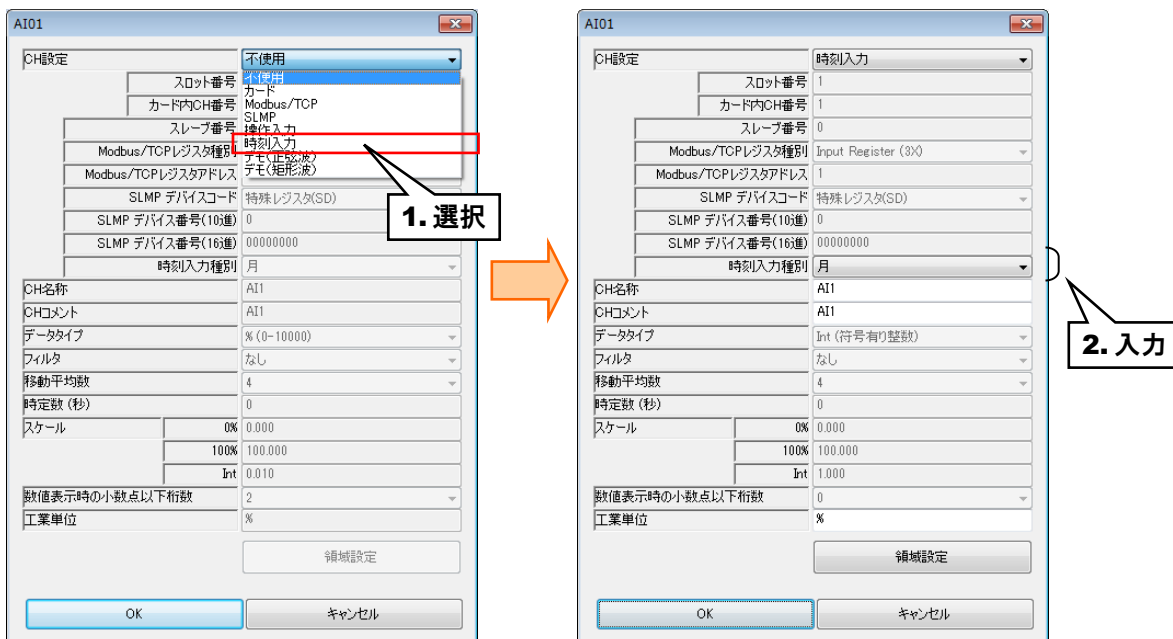 AI01
CH設定 不使用
不使用
カード
Modbus/TCP
SLMP
操作入力
時刻入力
デモ(正弦波)
デモ(矩形波)
スロット番号
カード内CH番号
スレーブ番号
Modbus/TCPレジスタ種別
Modbus/TCPレジスタアドレス
SLMP デバイスコード 特殊レジスタ(SD)
SLMP デバイス番号(10進) 0
SLMP デバイス番号(16進) 00000000
時刻入力種別 月
CH名称 AI1
CHコメント AI1
データタイプ % (0-10000)
フィルタ なし
移動平均数 4
時定数 (秒) 0
スケール 0% 0.000
100% 100.000
Int 0.010
数値表示時の小数点以下桁数 2
工業単位 %
領域設定
OK キャンセル
1. 選択
AI01
CH設定 時刻入力
スロット番号 1
カード内CH番号 1
スレーブ番号 0
Modbus/TCPレジスタ種別 Input Register (3X)
Modbus/TCPレジスタアドレス 1
SLMP デバイスコード 特殊レジスタ(SD)
SLMP デバイス番号(10進) 0
SLMP デバイス番号(16進) 00000000
時刻入力種別 月
CH名称 AI1
CHコメント AI1
データタイプ Int (符号有り整数)
フィルタ なし
移動平均数 4
時定数 (秒) 0
スケール 0% 0.000
100% 100.000
Int 1.000
数値表示時の小数点以下桁数 0
工業単位 %
領域設定
OK キャンセル
2. 入力